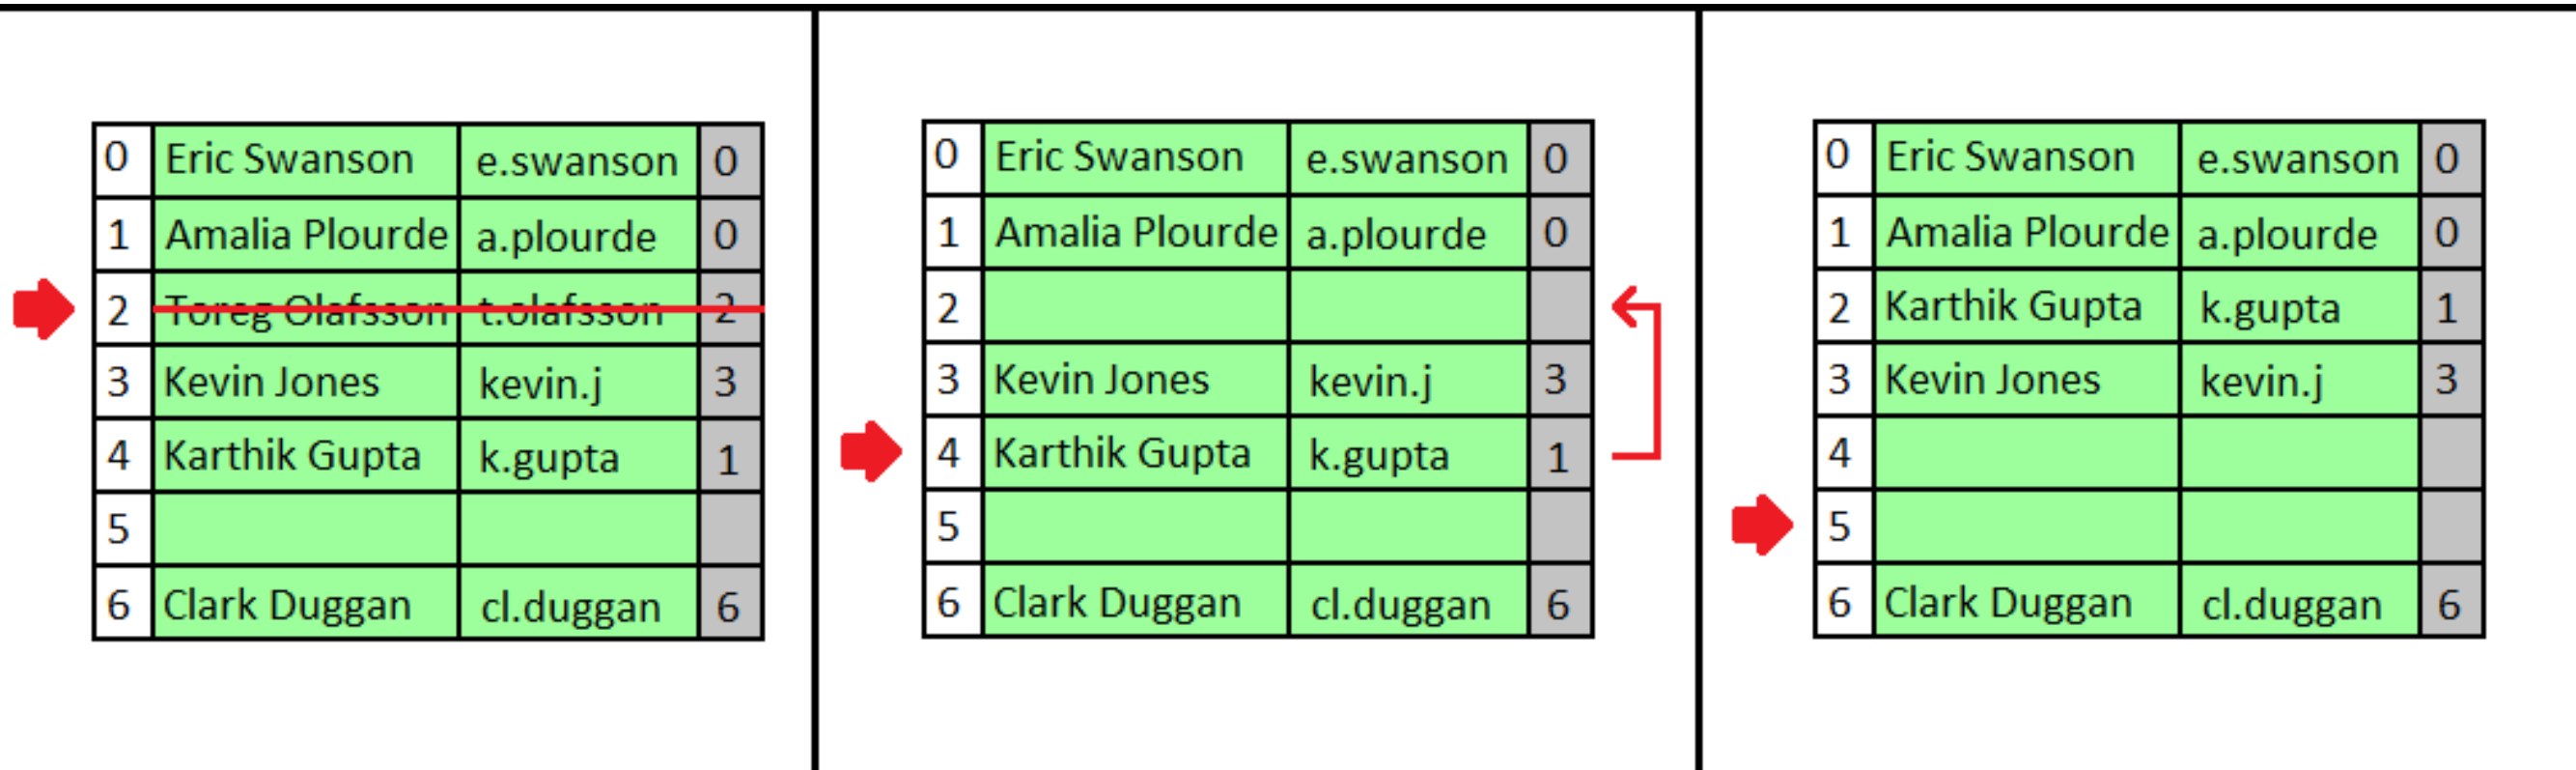 0 Eric Swanson e.swanson 0
1 Amalia Plourde a.plourde 0
2 Toreg Olafsson t.olafsson 2
3 Kevin Jones kevin.j 3
4 Karthik Gupta k.gupta 1
5
6 Clark Duggan cl.duggan 6
0 Eric Swanson e.swanson 0
1 Amalia Plourde a.plourde 0
2
3 Kevin Jones kevin.j 3
4 Karthik Gupta k.gupta 1
5
6 Clark Duggan cl.duggan 6
0 Eric Swanson e.swanson 0
1 Amalia Plourde a.plourde 0
2 Karthik Gupta k.gupta 1
3 Kevin Jones kevin.j 3
4
5
6 Clark Duggan cl.duggan 6